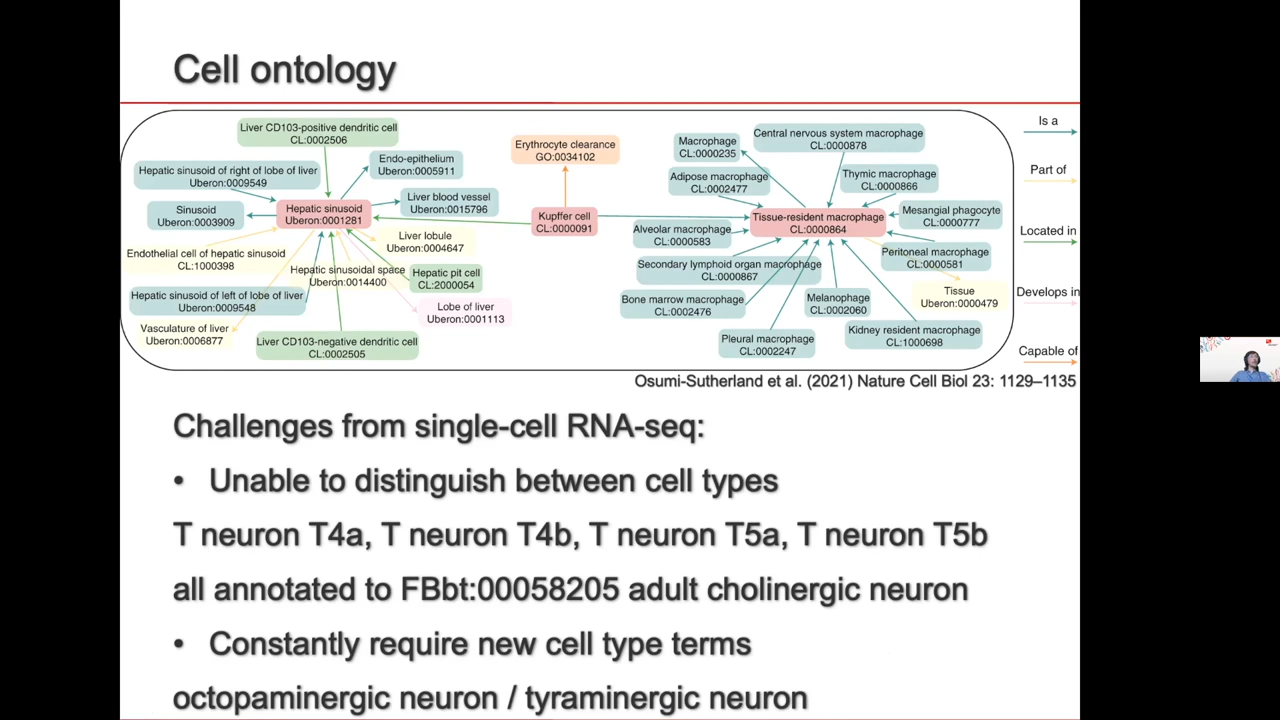 Cell ontology
Liver CD103-positive dendritic cell
CL:0002506
Hepatic sinusoid of right of lobe of liver
Uberon:0009549
Endo-epithelium
Uberon:0005911
Sinusoid
Uberon:0003909
Hepatic sinusoid
Uberon:0001281
Liver blood vessel
Uberon:0015796
Endothelial cell of hepatic sinusoid
CL:1000398
Liver lobule
Uberon:0004647
Hepatic sinusoidal space
Uberon:0014400
Hepatic pit cell
CL:2000054
Hepatic sinusoid of left of lobe of liver
Uberon:0009548
Lobe of liver
Uberon:0001113
Vasculature of liver
Uberon:0006877
Liver CD103-negative dendritic cell
CL:0002505
Erythrocyte clearance
GO:0034102
Kupffer cell
CL:0000091
Macrophage
CL:0000235
Central nervous system macrophage
CL:0000878
Adipose macrophage
CL:0002477
Thymic macrophage
CL:0000866
Tissue-resident macrophage
CL:0000864
Mesangial phagocyte
CL:0000777
Alveolar macrophage
CL:0000583
Peritoneal macrophage
CL:0000581
Secondary lymphoid organ macrophage
CL:0000867
Tissue
Uberon:0000479
Bone marrow macrophage
CL:0002476
Melanophage
CL:0002060
Pleural macrophage
CL:0002247
Kidney resident macrophage
CL:1000698
Is a
Part of
Located in
Develops in
Capable of
Osumi-Sutherland et al. (2021) Nature Cell Biol 23: 1129–1135
Challenges from single-cell RNA-seq:
• Unable to distinguish between cell types
T neuron T4a, T neuron T4b, T neuron T5a, T neuron T5b
all annotated to FBbt:00058205 adult cholinergic neuron
• Constantly require new cell type terms
octopaminergic neuron / tyraminergic neuron